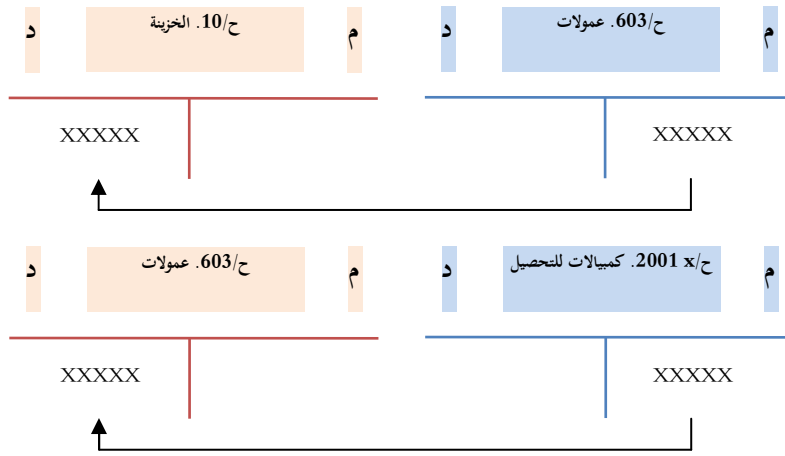 م ح/603. عمولات د
م ح/10. الخزينة د
XXXXX
XXXXX
م ح/2001 x. كمبيالات للتحصيل د
م ح/603. عمولات د
XXXXX
XXXXX